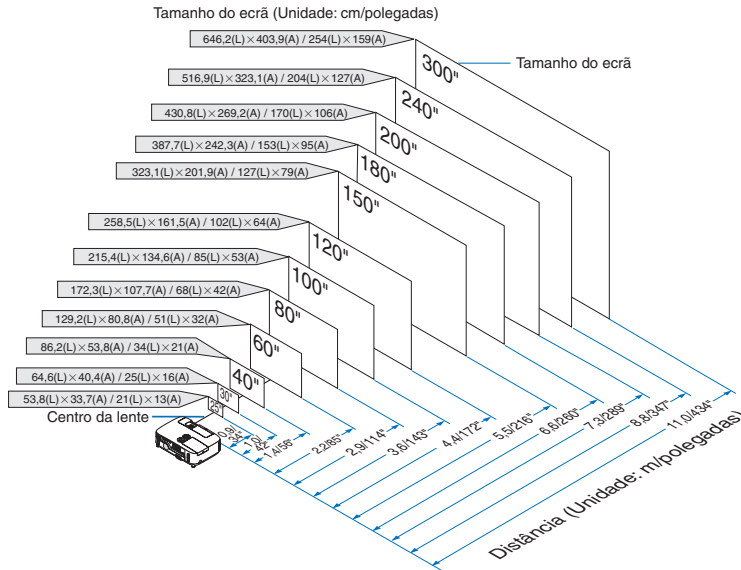 Tamanho do ecrã (Unidade: cm/polegadas)
646,2(L)×403,9(A) / 254(L)×159(A)
300"
Tamanho do ecrã
516,9(L)×323,1(A) / 204(L)×127(A)
240"
430,8(L)×269,2(A) / 170(L)×106(A)
200"
387,7(L)×242,3(A) / 153(L)×95(A)
180"
323,1(L)×201,9(A) / 127(L)×79(A)
150"
258,5(L)×161,5(A) / 102(L)×64(A)
120"
215,4(L)×134,6(A) / 85(L)×53(A)
100"
172,3(L)×107,7(A) / 68(L)×42(A)
80"
129,2(L)×80,8(A) / 51(L)×32(A)
60"
86,2(L)×53,8(A) / 34(L)×21(A)
40"
64,6(L)×40,4(A) / 25(L)×16(A)
30"
53,8(L)×33,7(A) / 21(L)×13(A)
25"
Centro da lente
0,9/
34"
1,0/
42"
1,4/56"
2,2/85"
2,9/114"
3,6/143"
4,4/172"
5,5/216"
6,6/260"
7,3/289"
8,8/347"
11,0/434"
Distância (Unidade: m/polegadas)